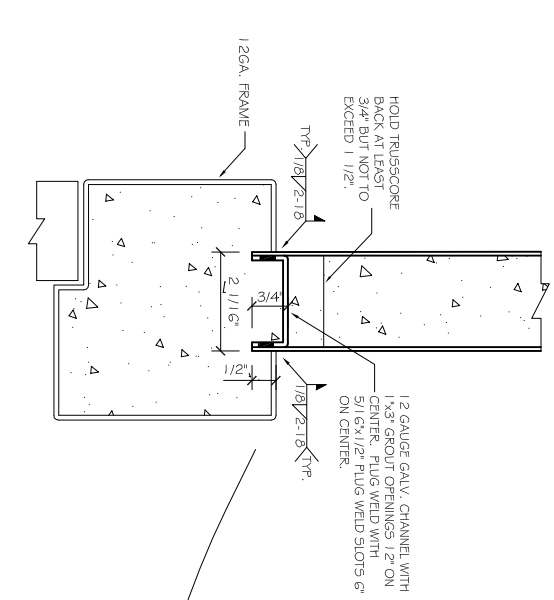 12GA. FRAME
HOLD TRUSSCORE
BACK AT LEAST
3/4" BUT NOT TO
EXCEED 1 1/2".
TYP.
1/8
2-18
2 1/16"
3/4"
1/2"
1/8
2-18
TYP.
12 GAUGE GALV. CHANNEL WITH
1"x3" GROUT OPENINGS 12" ON
CENTER. PLUG WELD WITH
5/16"x1/2" PLUG WELD SLOTS 6"
ON CENTER.